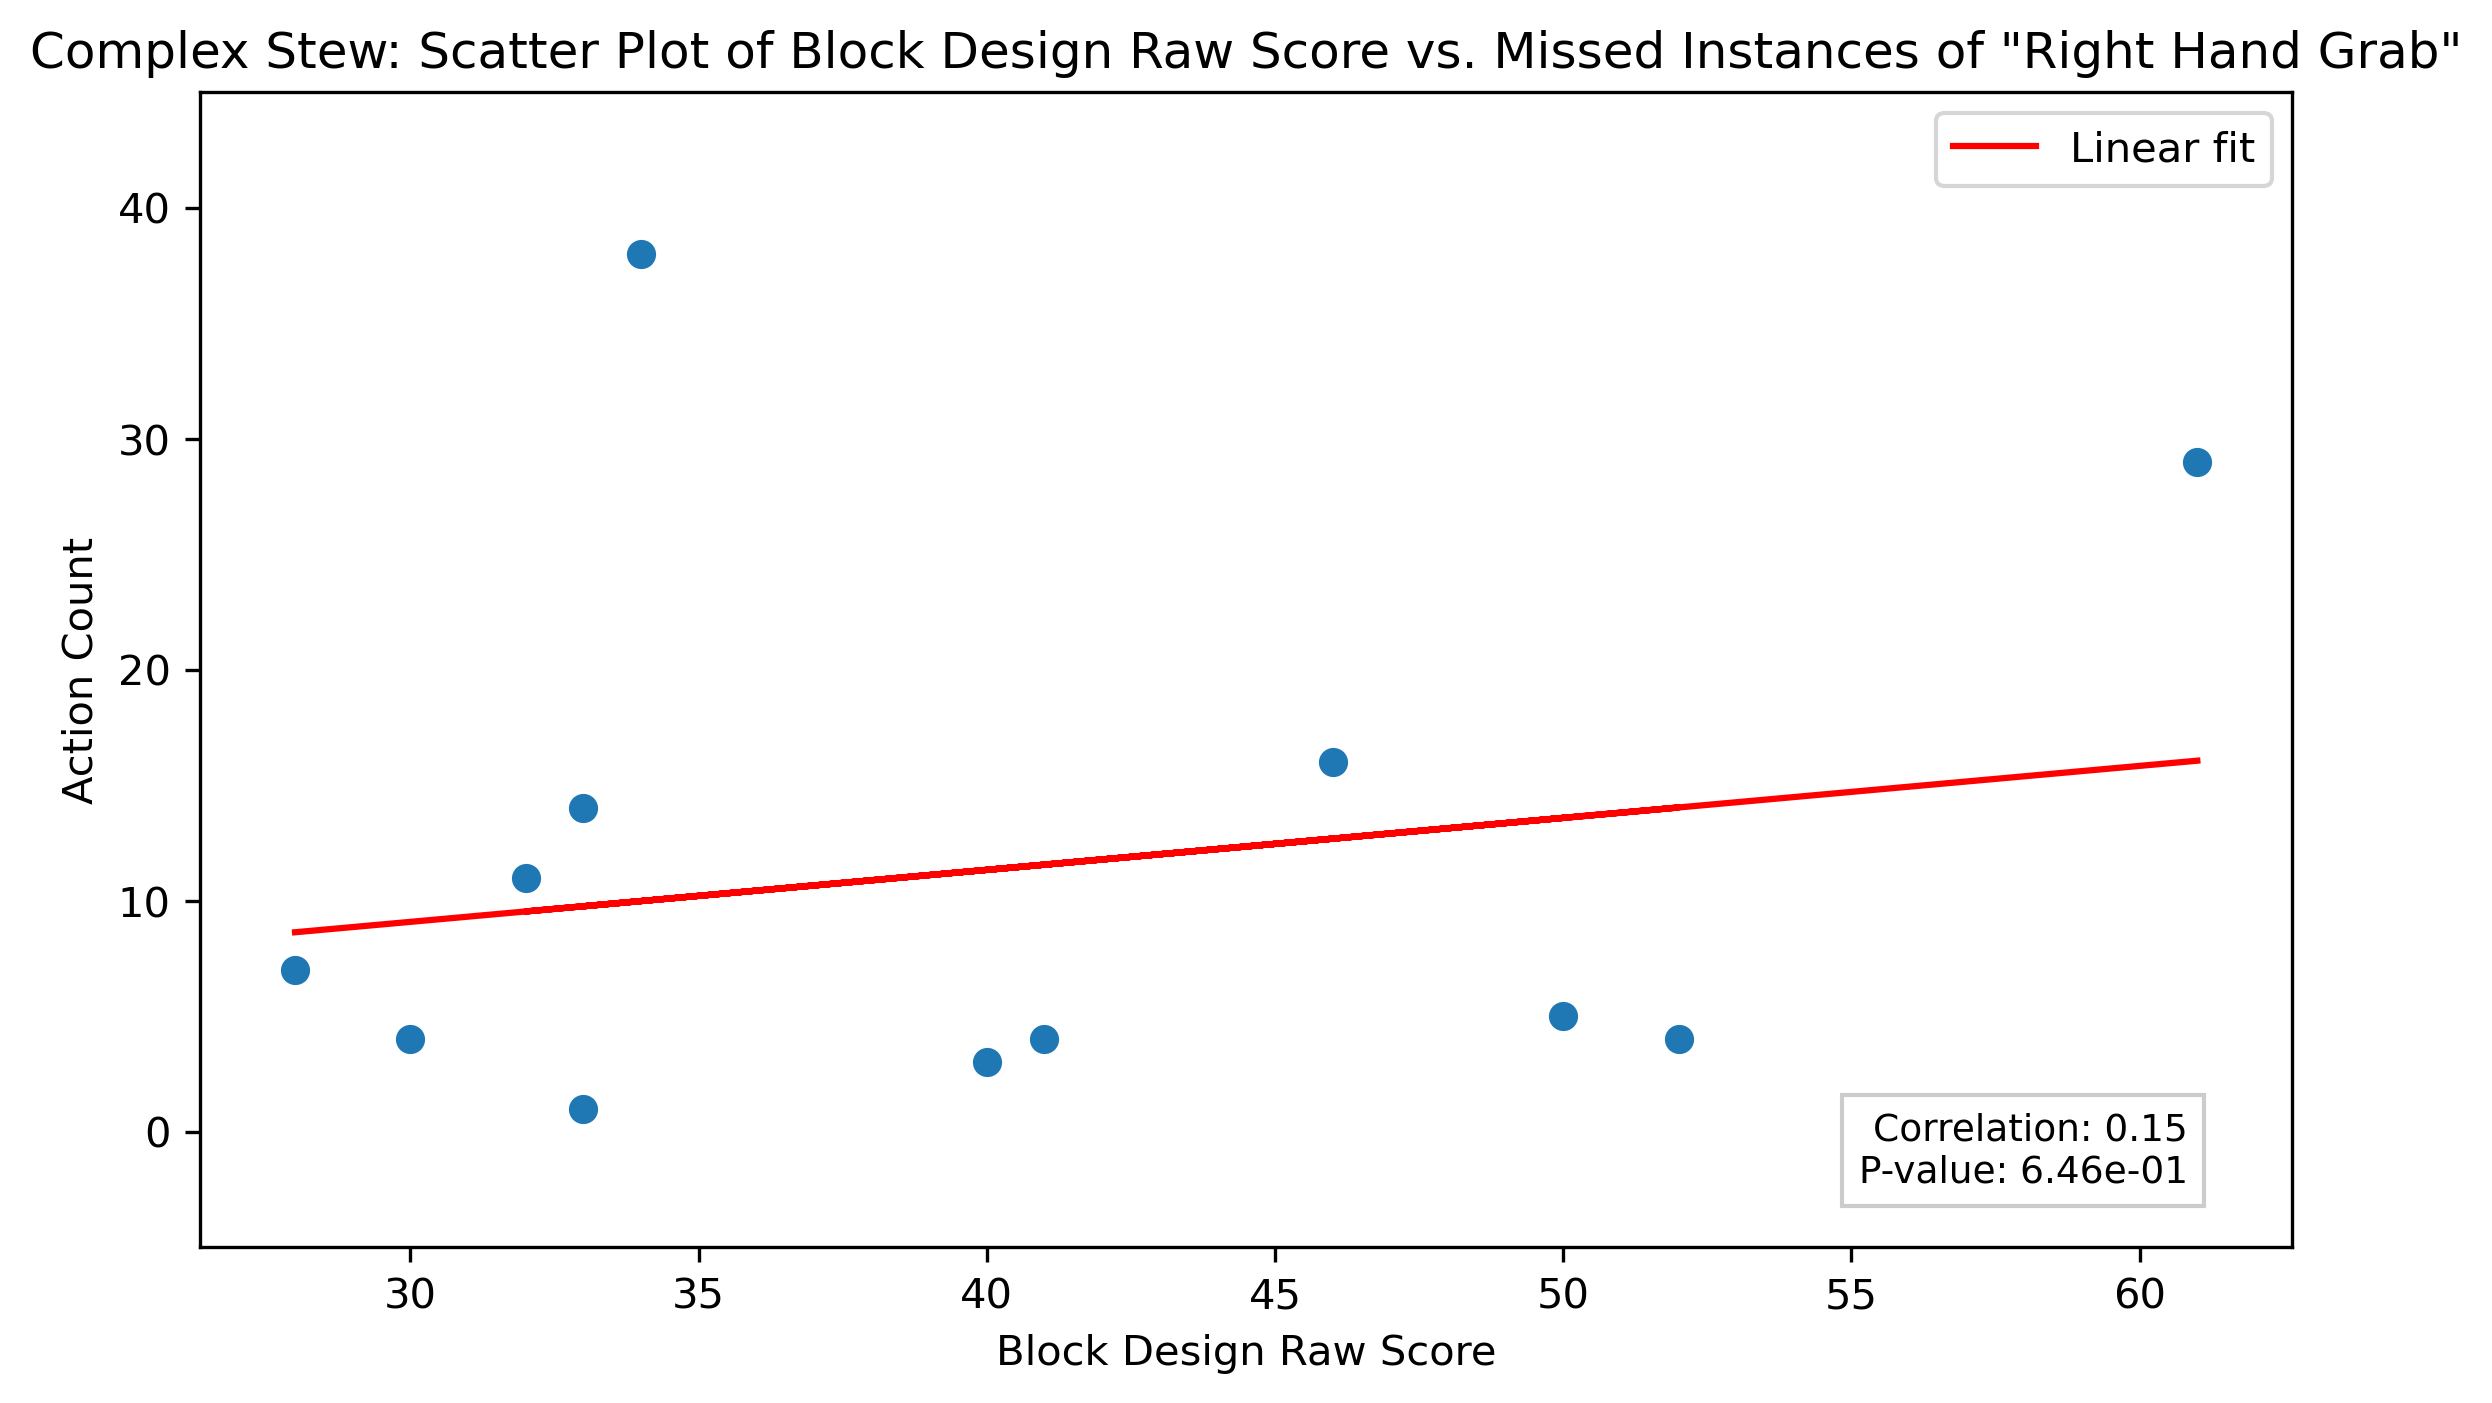 Complex Stew: Scatter Plot of Block Design Raw Score vs. Missed Instances of "Right Hand Grab"
Linear fit
40
30
20
10
0
Action Count
Correlation: 0.15
P-value: 6.46e-01
30
35
40
45
50
55
60
Block Design Raw Score